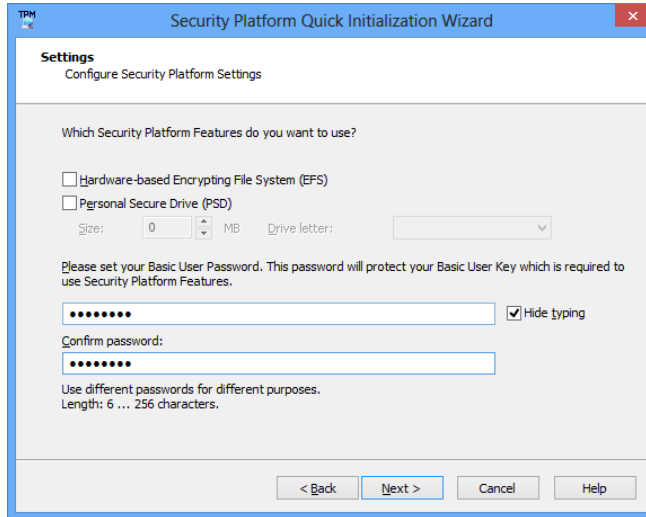 TPM
Security Platform Quick Initialization Wizard
Settings
Configure Security Platform Settings
Which Security Platform Features do you want to use?
Hardware-based Encrypting File System (EFS)
Personal Secure Drive (PSD)
Size: 0 MB Drive letter:
Please set your Basic User Password. This password will protect your Basic User Key which is required to
use Security Platform Features.
•••••••• Hide typing
Confirm password:
••••••••
Use different passwords for different purposes.
Length: 6 ... 256 characters.
< Back Next > Cancel Help